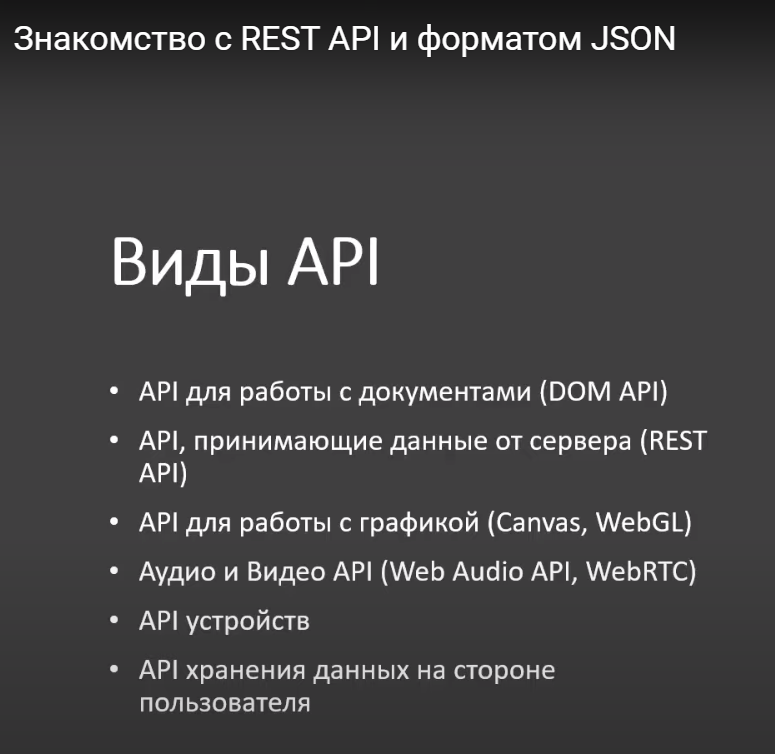 Знакомство с REST API и форматом JSON
Виды API
• API для работы с документами (DOM API)
• API, принимающие данные от сервера (REST
API)
• API для работы с графикой (Canvas, WebGL)
• Аудио и Видео API (Web Audio API, WebRTC)
• API устройств
• API хранения данных на стороне
пользователя